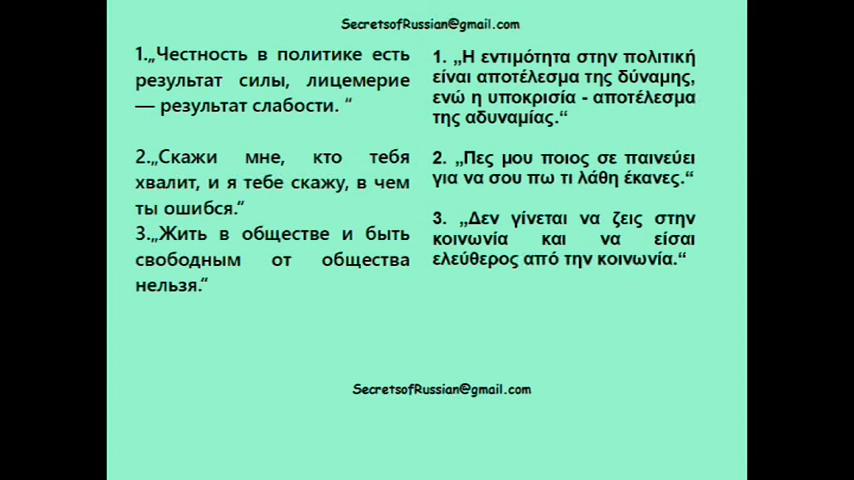 SecretsofRussian@gmail.com
1.„Честность в политике есть
результат силы, лицемерие
— результат слабости. “
2.„Скажи мне, кто тебя
хвалит, и я тебе скажу, в чем
ты ошибся.“
3.„Жить в обществе и быть
свободным от общества
нельзя.“
1. „Η εντιμότητα στην πολιτική
είναι αποτέλεσμα της δύναμης,
ενώ η υποκρισία - αποτέλεσμα
της αδυναμίας.“
2. „Πες μου ποιος σε παινεύει
για να σου πω τι λάθη έκανες.“
3. „Δεν γίνεται να ζεις στην
κοινωνία και να είσαι
ελεύθερος από την κοινωνία.“
SecretsofRussian@gmail.com